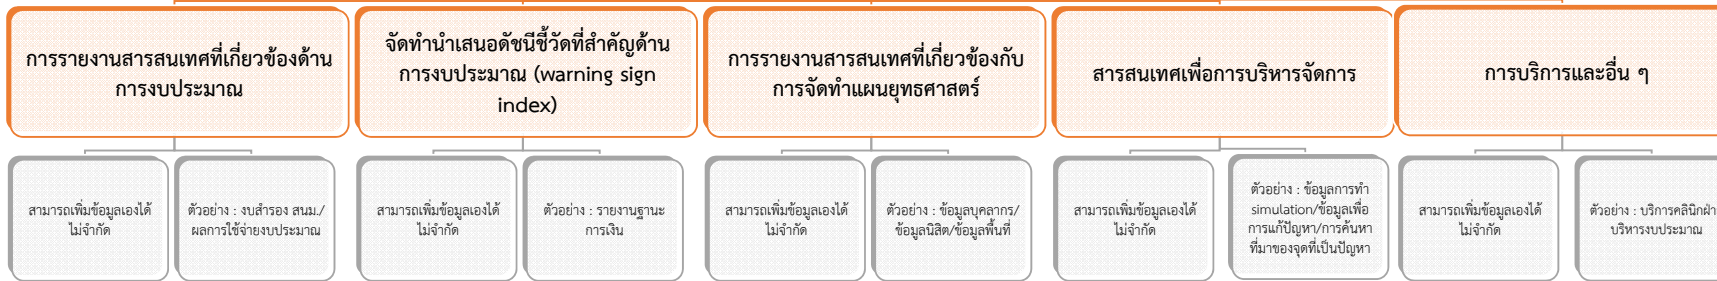 การรายงานสารสนเทศที่เกี่ยวข้องด้าน
การงบประมาณ
จัดทำนำเสนอดัชนีชี้วัดที่สำคัญด้าน
การงบประมาณ (warning sign
index)
การรายงานสารสนเทศที่เกี่ยวข้องกับ
การจัดทำแผนยุทธศาสตร์
สารสนเทศเพื่อการบริหารจัดการ
การบริการและอื่น ๆ
สามารถเพิ่มข้อมูลเองได้
ไม่จำกัด
ตัวอย่าง : งบสำรอง สนม./
ผลการใช้จ่ายงบประมาณ
สามารถเพิ่มข้อมูลเองได้
ไม่จำกัด
ตัวอย่าง : รายงานฐานะ
การเงิน
สามารถเพิ่มข้อมูลเองได้
ไม่จำกัด
ตัวอย่าง : ข้อมูลบุคลากร/
ข้อมูลนิสิต/ข้อมูลพื้นที่
สามารถเพิ่มข้อมูลเองได้
ไม่จำกัด
ตัวอย่าง : ข้อมูลการทำ
simulation/ข้อมูลเพื่อ
การแก้ปัญหา/การค้นหา
ที่มาของจุดที่เป็นปัญหา
สามารถเพิ่มข้อมูลเองได้
ไม่จำกัด
ตัวอย่าง : บริการคลินิกฝ่า
บริหารงบประมาณ